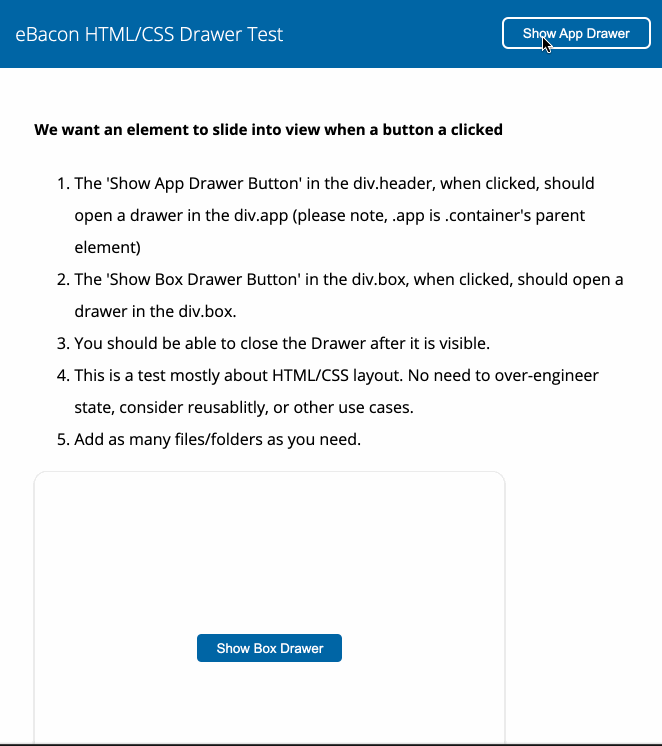 eBacon HTML/CSS Drawer Test
Show App Drawer
We want an element to slide into view when a button a clicked
1. The 'Show App Drawer Button' in the div.header, when clicked, should
open a drawer in the div.app (please note, .app is .container's parent
element)
2. The 'Show Box Drawer Button' in the div.box, when clicked, should open a
drawer in the div.box.
3. You should be able to close the Drawer after it is visible.
4. This is a test mostly about HTML/CSS layout. No need to over-engineer
state, consider reusablitly, or other use cases.
5. Add as many files/folders as you need.
Show Box Drawer